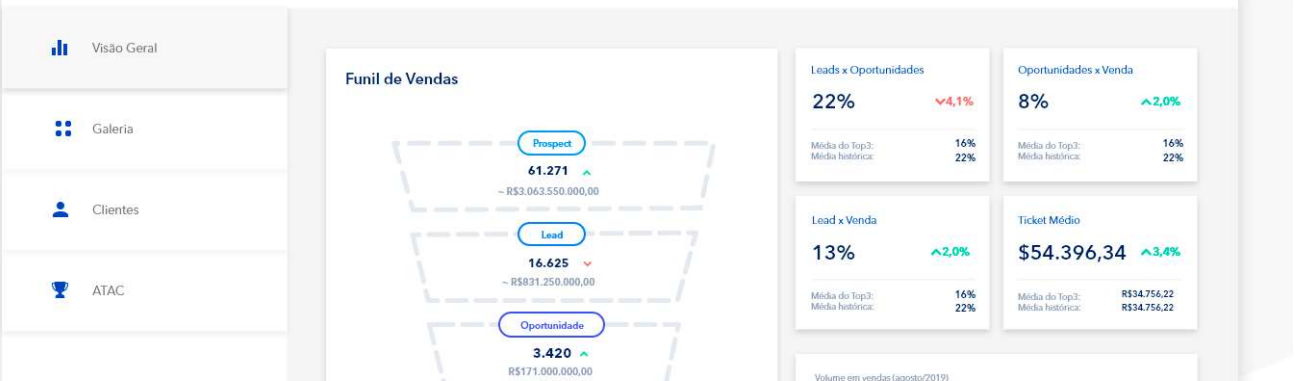 Visão Geral
Galeria
Clientes
ATAC
Funil de Vendas
Prospect
61.271
~ R$3.063.550.000,00
Lead
16.625
~ R$831.250.000,00
Oportunidade
3.420
R$171.000.000,00
Leads x Oportunidades
22% 4,1%
Média do Top3: 16%
Média histórica: 22%
Oportunidades x Venda
8% 2,0%
Média do Top3: 16%
Média histórica: 22%
Lead x Venda
13% 2,0%
Média do Top3: 16%
Média histórica: 22%
Ticket Médio
$54.396,34 3,4%
Média do Top3: R$34.756,22
Média histórica: R$34.756,22
Volume em vendas (agosto/2019)